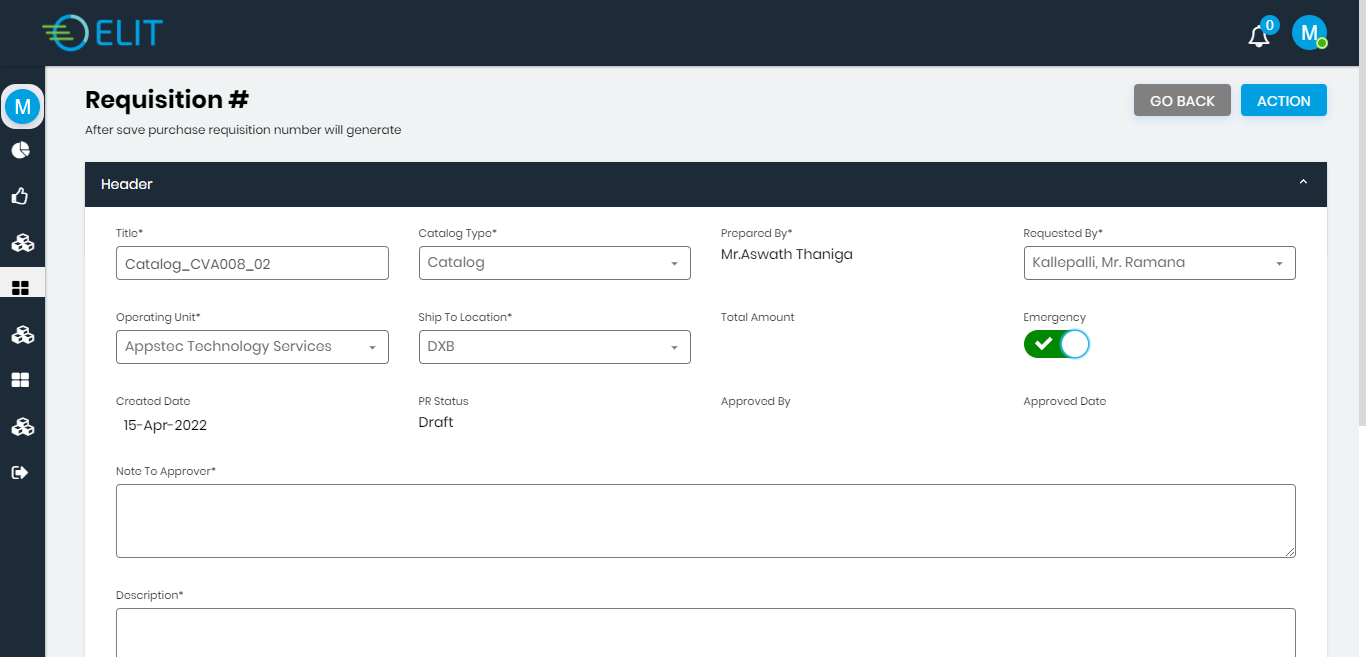 ELIT
0
M
M
Requisition #
GO BACK
ACTION
After save purchase requisition number will generate
Header
Title*
Catalog Type*
Prepared By*
Requested By*
Catalog_CVA008_02
Catalog
Mr.Aswath Thaniga
Kallepalli, Mr. Ramana
Operating Unit*
Ship To Location*
Total Amount
Emergency
Appstec Technology Services
DXB
Created Date
PR Status
Approved By
Approved Date
15-Apr-2022
Draft
Note To Approver*
Description*